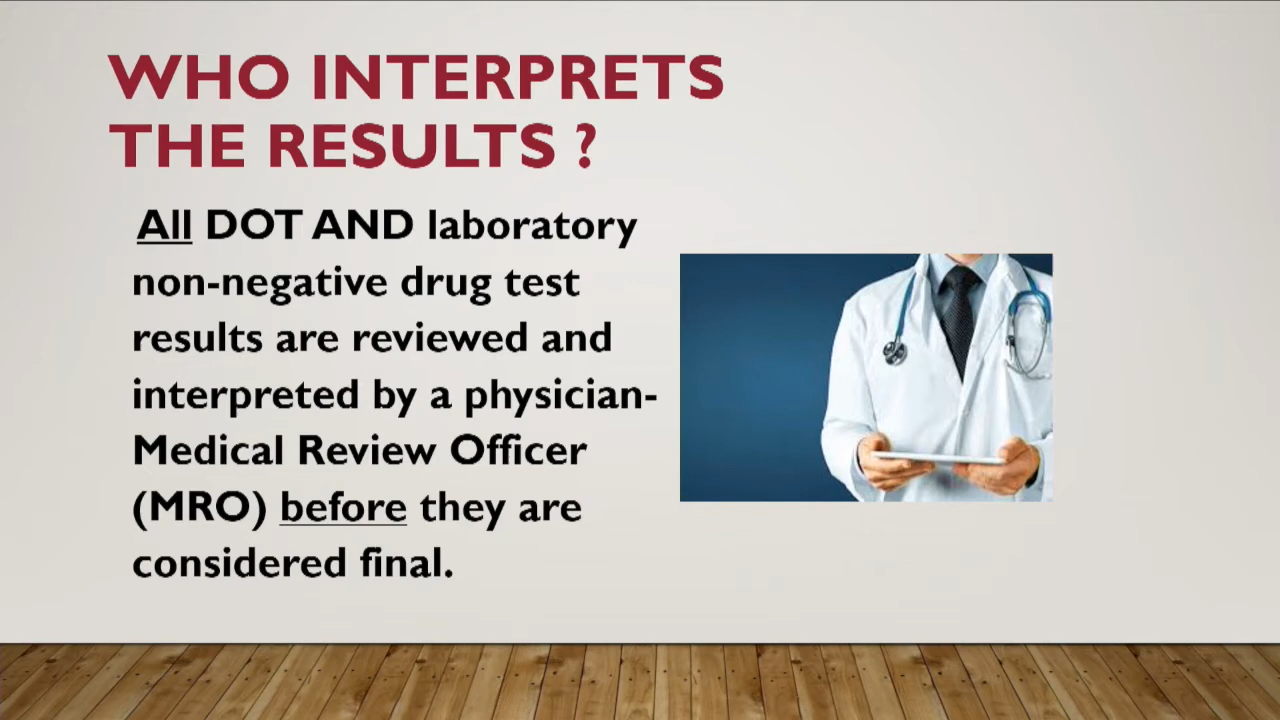 WHO INTERPRETS
THE RESULTS ?
All DOT AND laboratory
non-negative drug test
results are reviewed and
interpreted by a physician-
Medical Review Officer
(MRO) before they are
considered final.